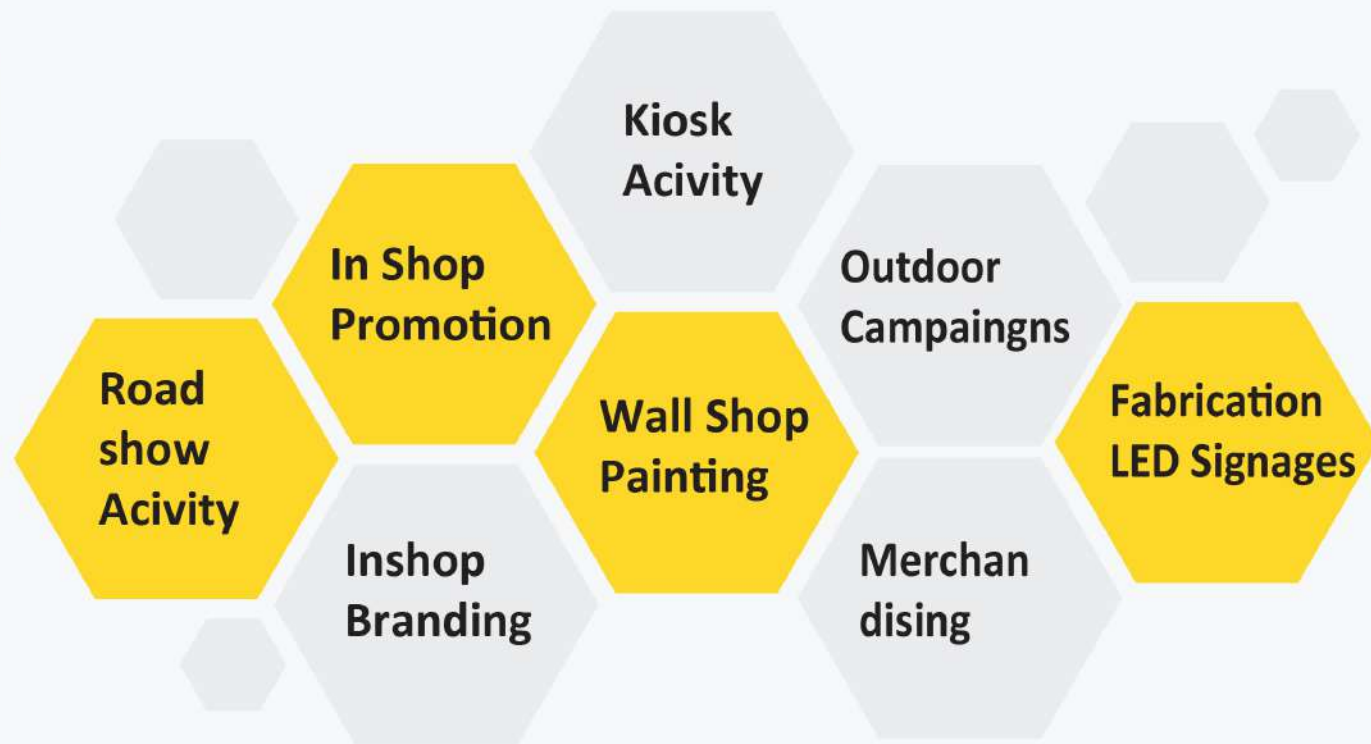 Kiosk
Acivity
In Shop
Promotion
Outdoor
Campaingns
Road
show
Acivity
Wall Shop
Painting
Fabrication
LED Signages
Inshop
Branding
Merchan
dising